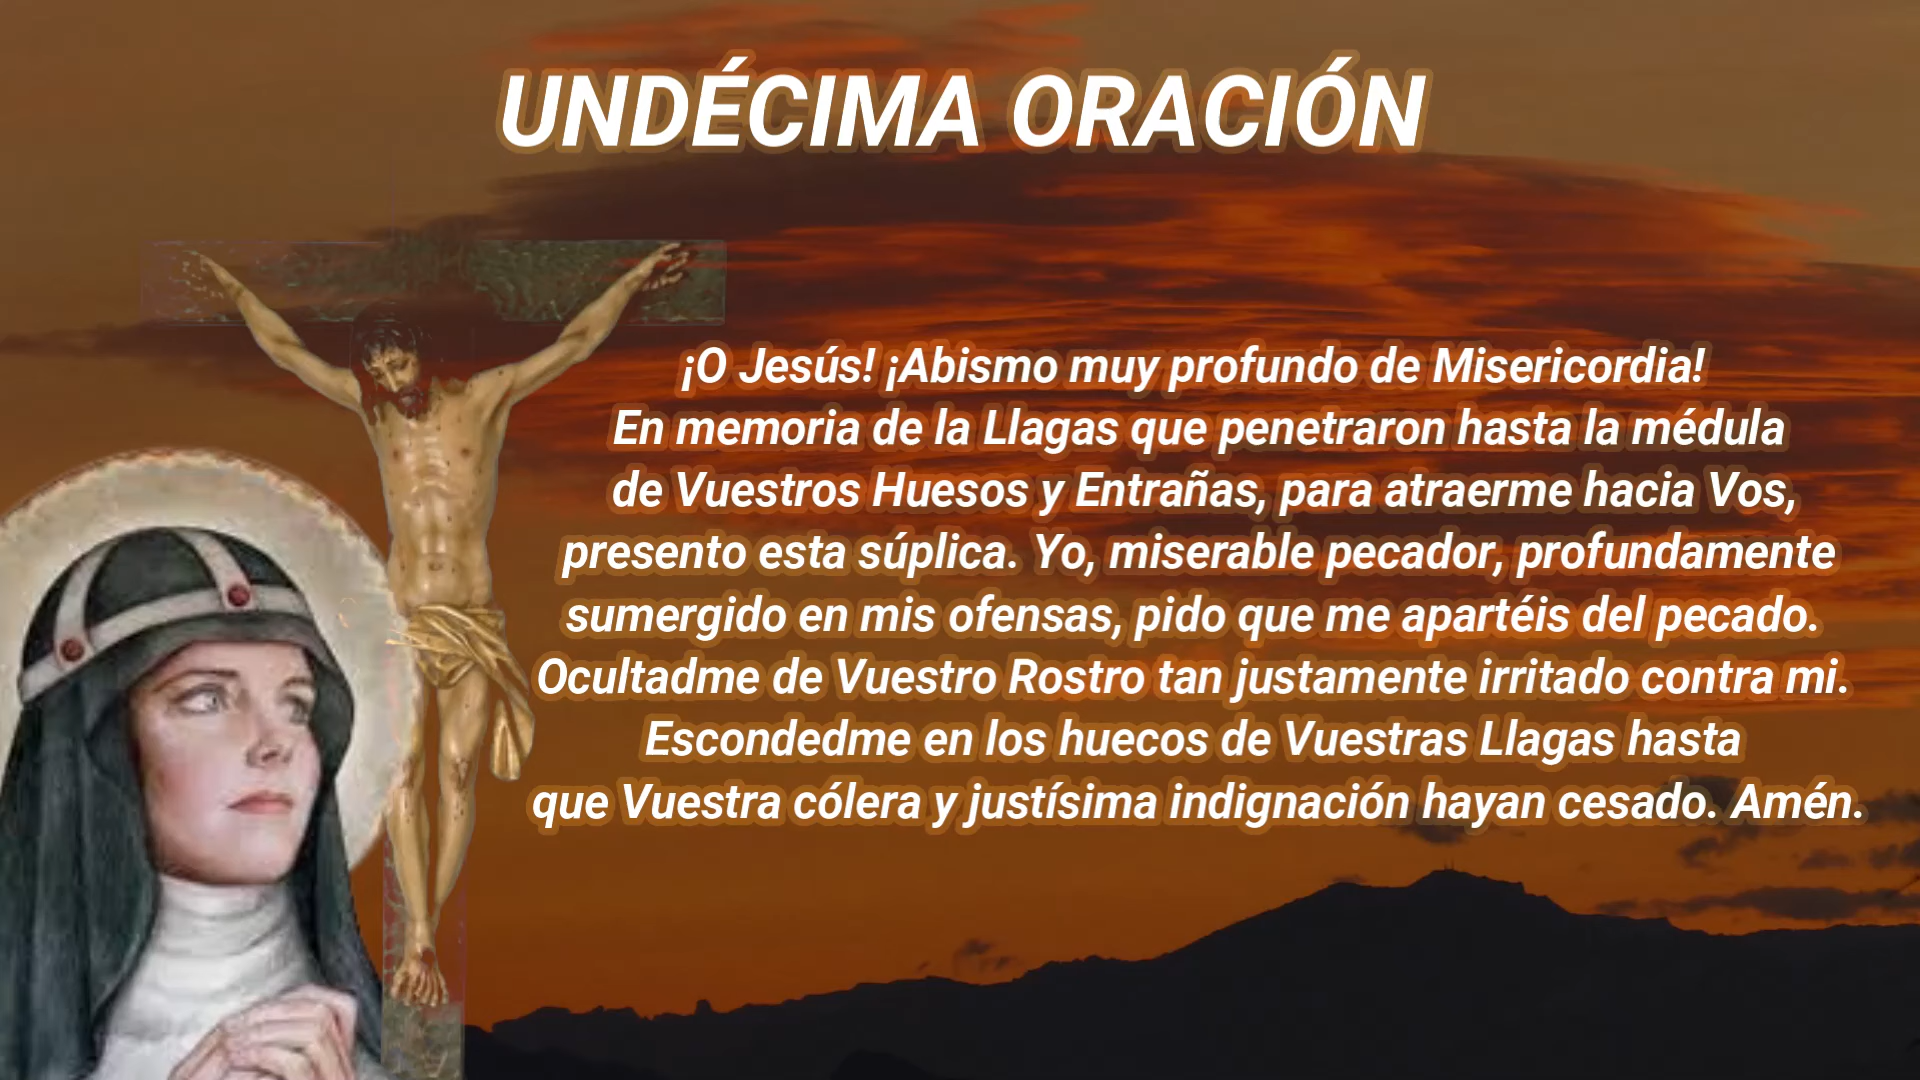 UNDÉCIMA ORACIÓN
¡O Jesús! ¡Abismo muy profundo de Misericordia!
En memoria de la Llagas que penetraron hasta la médula
de Vuestros Huesos y Entrañas, para atraerme hacia Vos,
presento esta súplica. Yo, miserable pecador, profundamente
sumergido en mis ofensas, pido que me apartéis del pecado.
Ocultadme de Vuestro Rostro tan justamente irritado contra mi.
Escondedme en los huecos de Vuestras Llagas hasta
que Vuestra cólera y justísima indignación hayan cesado. Amén.